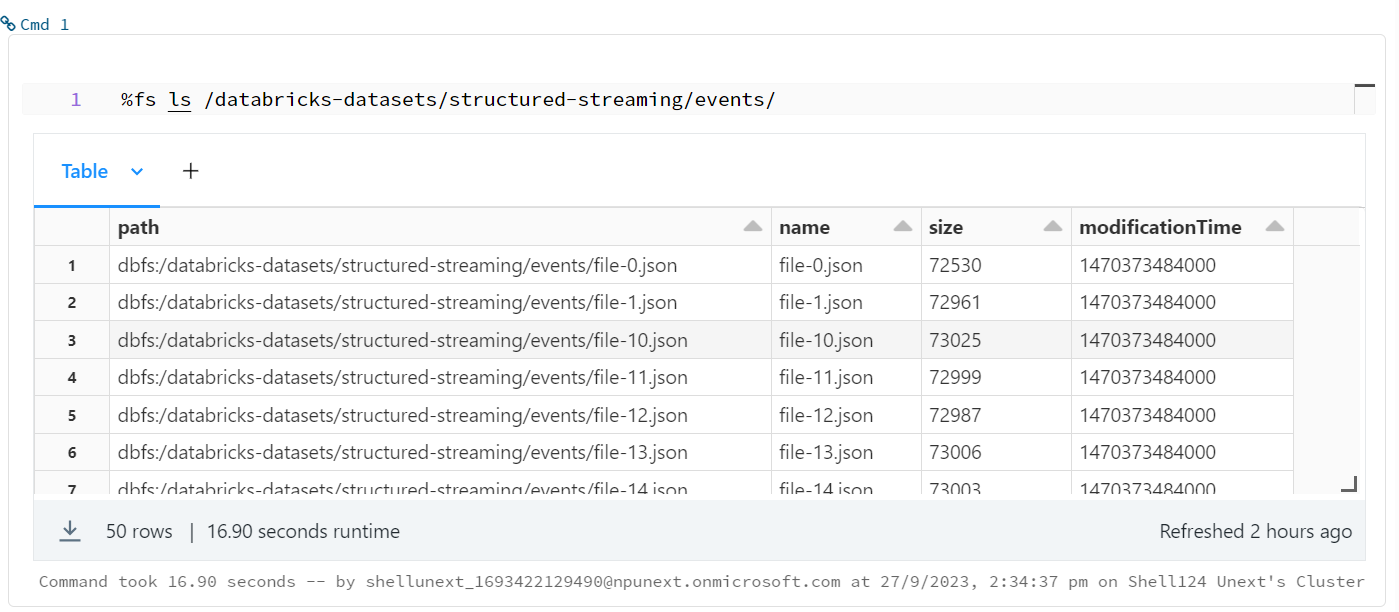 Cmd 1
1 %fs ls /databricks-datasets/structured-streaming/events/
Table +
path name size modificationTime
1 dbfs:/databricks-datasets/structured-streaming/events/file-0.json file-0.json 72530 1470373484000
2 dbfs:/databricks-datasets/structured-streaming/events/file-1.json file-1.json 72961 1470373484000
3 dbfs:/databricks-datasets/structured-streaming/events/file-10.json file-10.json 73025 1470373484000
4 dbfs:/databricks-datasets/structured-streaming/events/file-11.json file-11.json 72999 1470373484000
5 dbfs:/databricks-datasets/structured-streaming/events/file-12.json file-12.json 72987 1470373484000
6 dbfs:/databricks-datasets/structured-streaming/events/file-13.json file-13.json 73006 1470373484000
7 dbfs:/databricks-datasets/structured-streaming/events/file-14.json file-14.json 73003 1470373484000
50 rows | 16.90 seconds runtime Refreshed 2 hours ago
Command took 16.90 seconds -- by shellunext_1693422129490@npunext.onmicrosoft.com at 27/9/2023, 2:34:37 pm on Shell124 Unext's Cluster